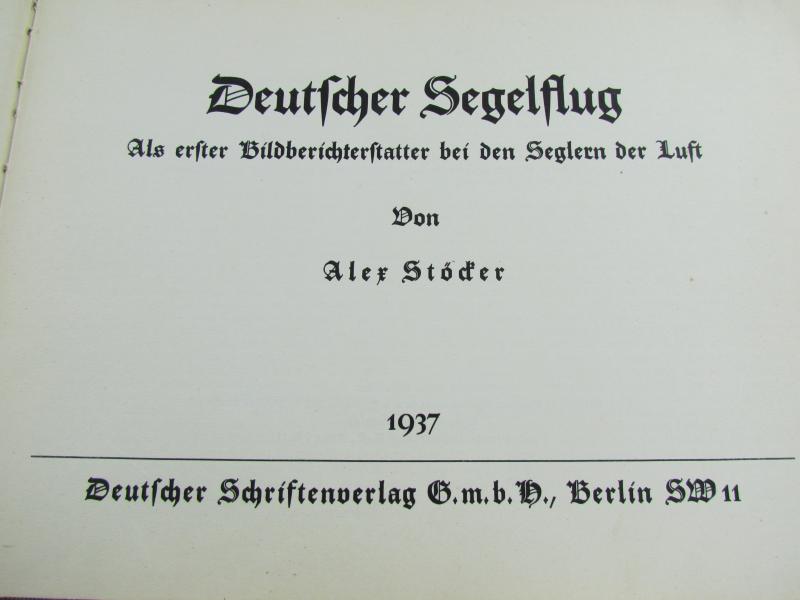 Deutſcher Segelflug
Als erſter Bildberichterſtatter bei den Seglern der Luft
Von
Alex Stöcker
1937
Deutſcher Schriftenverlag G.m.b.H., Berlin SW 11